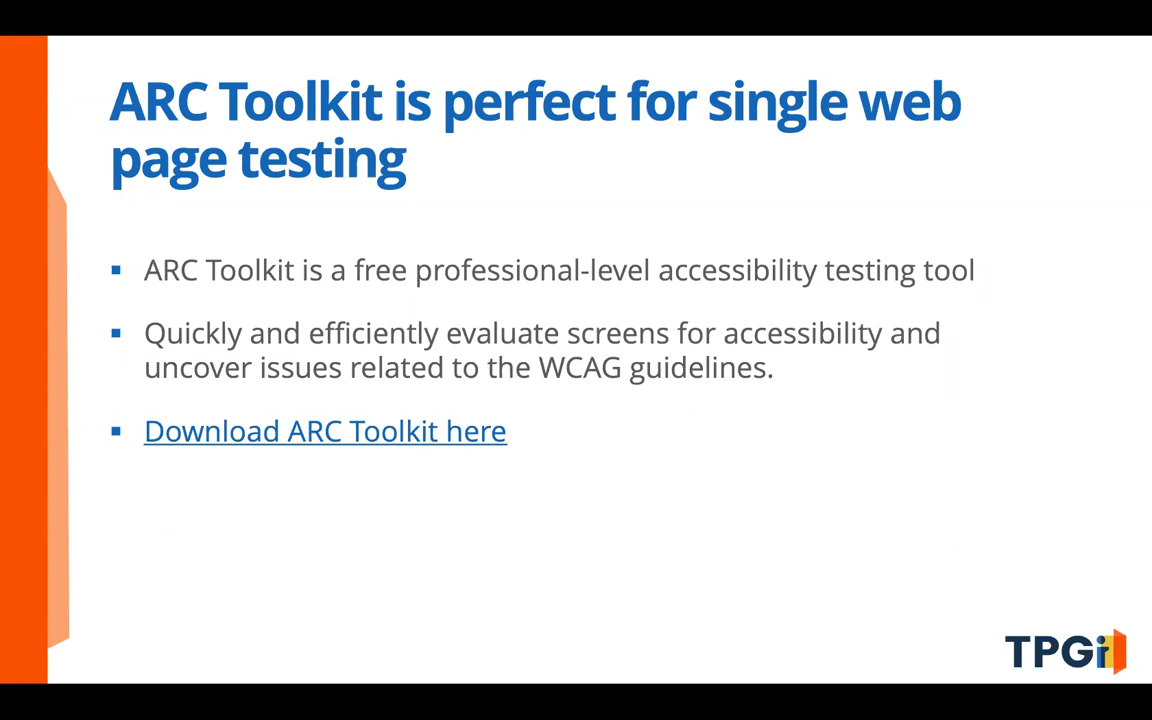 ARC Toolkit is perfect for single web
page testing
▪ ARC Toolkit is a free professional-level accessibility testing tool
▪ Quickly and efficiently evaluate screens for accessibility and
uncover issues related to the WCAG guidelines.
▪ Download ARC Toolkit here
TPGi